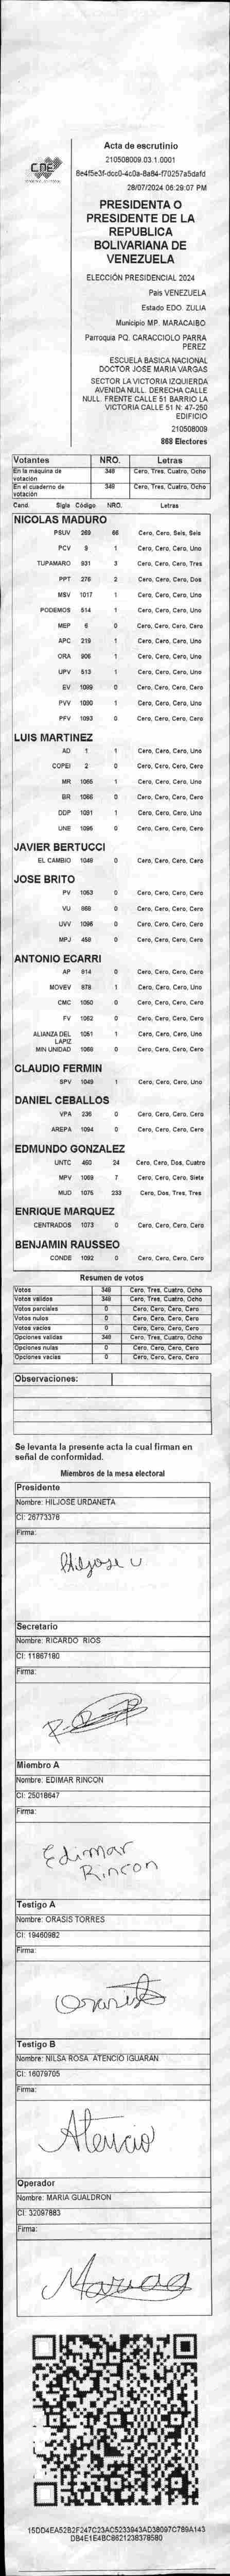 Acta de escrutinio
210508009.03.1.0001
28/07/2024 06:29:07 PM
CNE
PRESIDENTA O
PRESIDENTE DE LA
REPUBLICA
BOLIVARIANA DE
VENEZUELA
ELECCIÓN PRESIDENCIAL 2024
País VENEZUELA
Estado EDO. ZULIA
Municipio MP. MARACAIBO
Parroquia PQ. CARACCIOLO PARRA
PEREZ
ESCUELA BASICA NACIONAL
DOCTOR JOSE MARIA VARGAS
SECTOR LA VICTORIA IZQUIERDA
AVENIDA NULL. DERECHA CALLE
NULL. FRENTE CALLE 51 BARRIO LA
VICTORIA CALLE 51 N: 47-250
EDIFICIO
210508009
868 Electores
Votantes NRO. Letras
En la máquina de votación 348 Cero, Tres, Cuatro, Ocho
En el cuaderno de votación 348 Cero, Tres, Cuatro, Ocho
Cand. Sigla Código NRO. Letras
NICOLAS MADURO
PSUV 269 66 Cero, Cero, Seis, Seis
PCV 9 1 Cero, Cero, Cero, Uno
TUPAMARO 931 3 Cero, Cero, Cero, Tres
PPT 276 2 Cero, Cero, Cero, Dos
MSV 1017 1 Cero, Cero, Cero, Uno
PODEMOS 514 1 Cero, Cero, Cero, Uno
MEP 6 0 Cero, Cero, Cero, Cero
APC 219 1 Cero, Cero, Cero, Uno
ORA 906 1 Cero, Cero, Cero, Uno
UPV 513 1 Cero, Cero, Cero, Uno
EV 1099 0 Cero, Cero, Cero, Cero
PVV 1090 1 Cero, Cero, Cero, Uno
PFV 1093 0 Cero, Cero, Cero, Cero
LUIS MARTINEZ
AD 1 1 Cero, Cero, Cero, Uno
COPEI 2 0 Cero, Cero, Cero, Cero
MR 1065 1 Cero, Cero, Cero, Uno
BR 1066 0 Cero, Cero, Cero, Cero
DDP 1091 1 Cero, Cero, Cero, Uno
UNE 1095 0 Cero, Cero, Cero, Cero
JAVIER BERTUCCI
EL CAMBIO 1048 0 Cero, Cero, Cero, Cero
JOSE BRITO
PV 1053 0 Cero, Cero, Cero, Cero
VU 868 0 Cero, Cero, Cero, Cero
UVV 1096 0 Cero, Cero, Cero, Cero
MPJ 458 0 Cero, Cero, Cero, Cero
ANTONIO ECARRI
AP 814 0 Cero, Cero, Cero, Cero
MOVEV 878 1 Cero, Cero, Cero, Uno
CMC 1050 0 Cero, Cero, Cero, Cero
FV 1052 0 Cero, Cero, Cero, Cero
ALIANZA DEL LAPIZ 1051 1 Cero, Cero, Cero, Uno
MIN UNIDAD 1069 0 Cero, Cero, Cero, Cero
CLAUDIO FERMIN
SPV 1049 1 Cero, Cero, Cero, Uno
DANIEL CEBALLOS
VPA 236 0 Cero, Cero, Cero, Cero
AREPA 1094 0 Cero, Cero, Cero, Cero
EDMUNDO GONZALEZ
UNTC 460 24 Cero, Cero, Dos, Cuatro
MPV 1069 7 Cero, Cero, Cero, Siete
MUD 1075 233 Cero, Dos, Tres, Tres
ENRIQUE MARQUEZ
CENTRADOS 1073 0 Cero, Cero, Cero, Cero
BENJAMIN RAUSSEO
CONDE 1092 0 Cero, Cero, Cero, Cero
Resumen de votos
Votos 348 Cero, Tres, Cuatro, Ocho
Votos válidos 348 Cero, Tres, Cuatro, Ocho
Votos parciales 0 Cero, Cero, Cero, Cero
Votos nulos 0 Cero, Cero, Cero, Cero
Votos vacíos 0 Cero, Cero, Cero, Cero
Opciones válidas 348 Cero, Tres, Cuatro, Ocho
Opciones nulas 0 Cero, Cero, Cero, Cero
Opciones vacías 0 Cero, Cero, Cero, Cero
Observaciones:
Se levanta la presente acta la cual firman en
señal de conformidad.
Miembros de la mesa electoral
Presidente
Nombre: HILJOSE URDANETA
CI: 26773378
Firma:
Hiljose U
Secretario
Nombre: RICARDO RIOS
CI: 11867180
Firma:
Miembro A
Nombre: EDIMAR RINCON
CI: 25018647
Firma:
Edimar
Rincon
Testigo A
Nombre: ORASIS TORRES
CI: 19460982
Firma:
Testigo B
Nombre: NILSA ROSA ATENCIO IGUARAN
CI: 16079705
Firma:
Atencio
Operador
Nombre: MARIA GUALDRON
CI: 32097883
Firma: